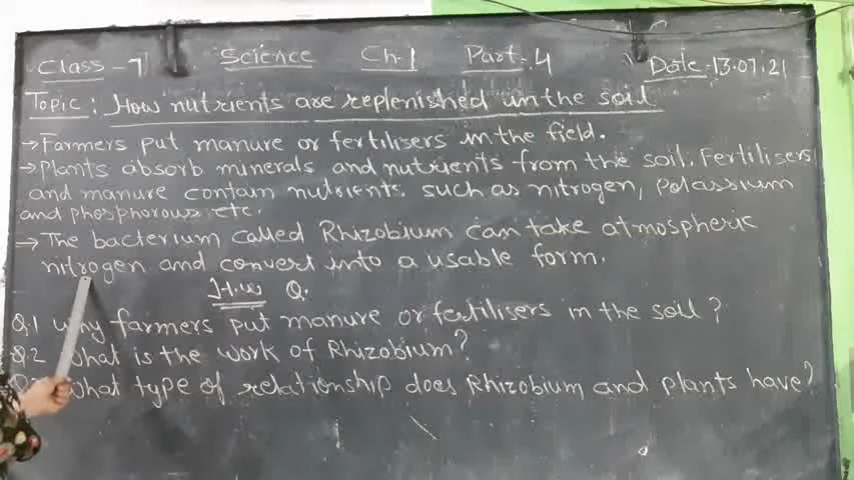 Class-7 Science Ch-1 Part-4 Date-13.07.21
Topic: How nutrients are replenished in the soil
→ Farmers put manure or fertilisers in the field.
→ Plants absorb minerals and nutrients from the soil. Fertilisers
and manure contain nutrients such as nitrogen, Potassium
and phosphorous etc.
→ The bacterium called Rhizobium can take atmospheric
nitrogen and convert into a usable form.
H.W Q.
Q.1 Why farmers put manure or fertilisers in the soil?
Q.2 What is the work of Rhizobium?
What type of relationship does Rhizobium and plants have?